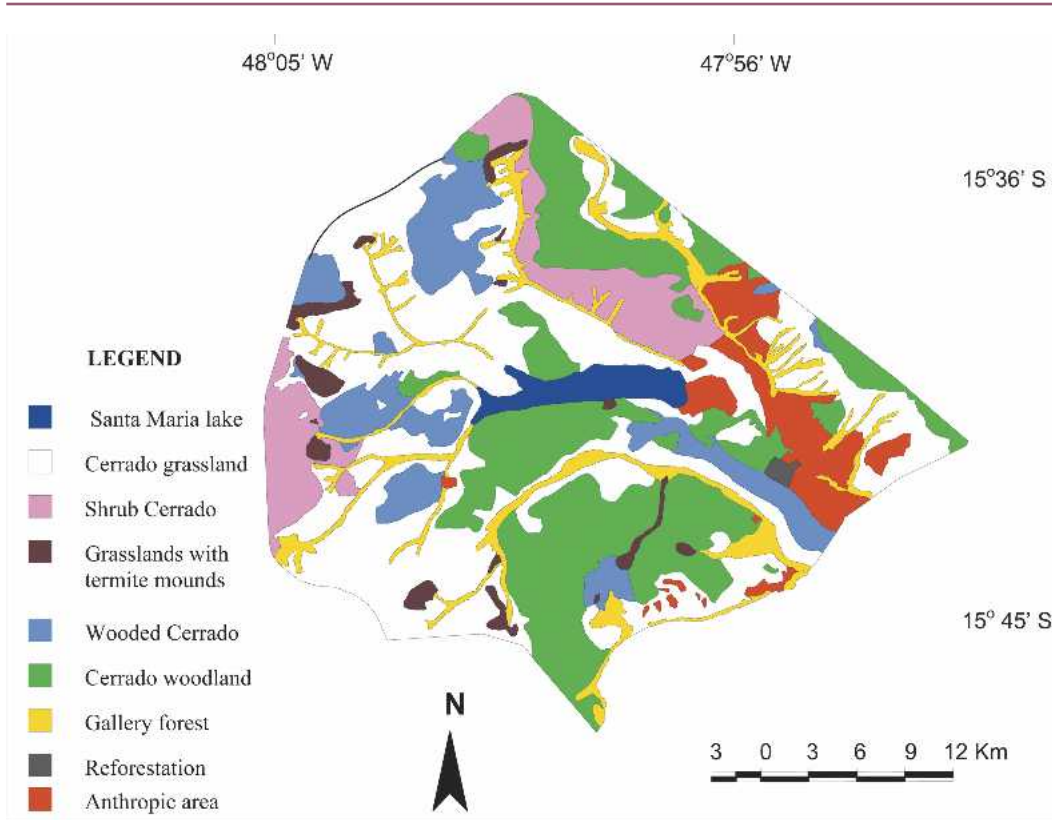 48°05' W
47°56' W
15°36' S
LEGEND
Santa Maria lake
Cerrado grassland
Shrub Cerrado
Grasslands with
termite mounds
Wooded Cerrado
Cerrado woodland
Gallery forest
Reforestation
Anthropic area
15° 45' S
N
3 0 3 6 9 12 Km